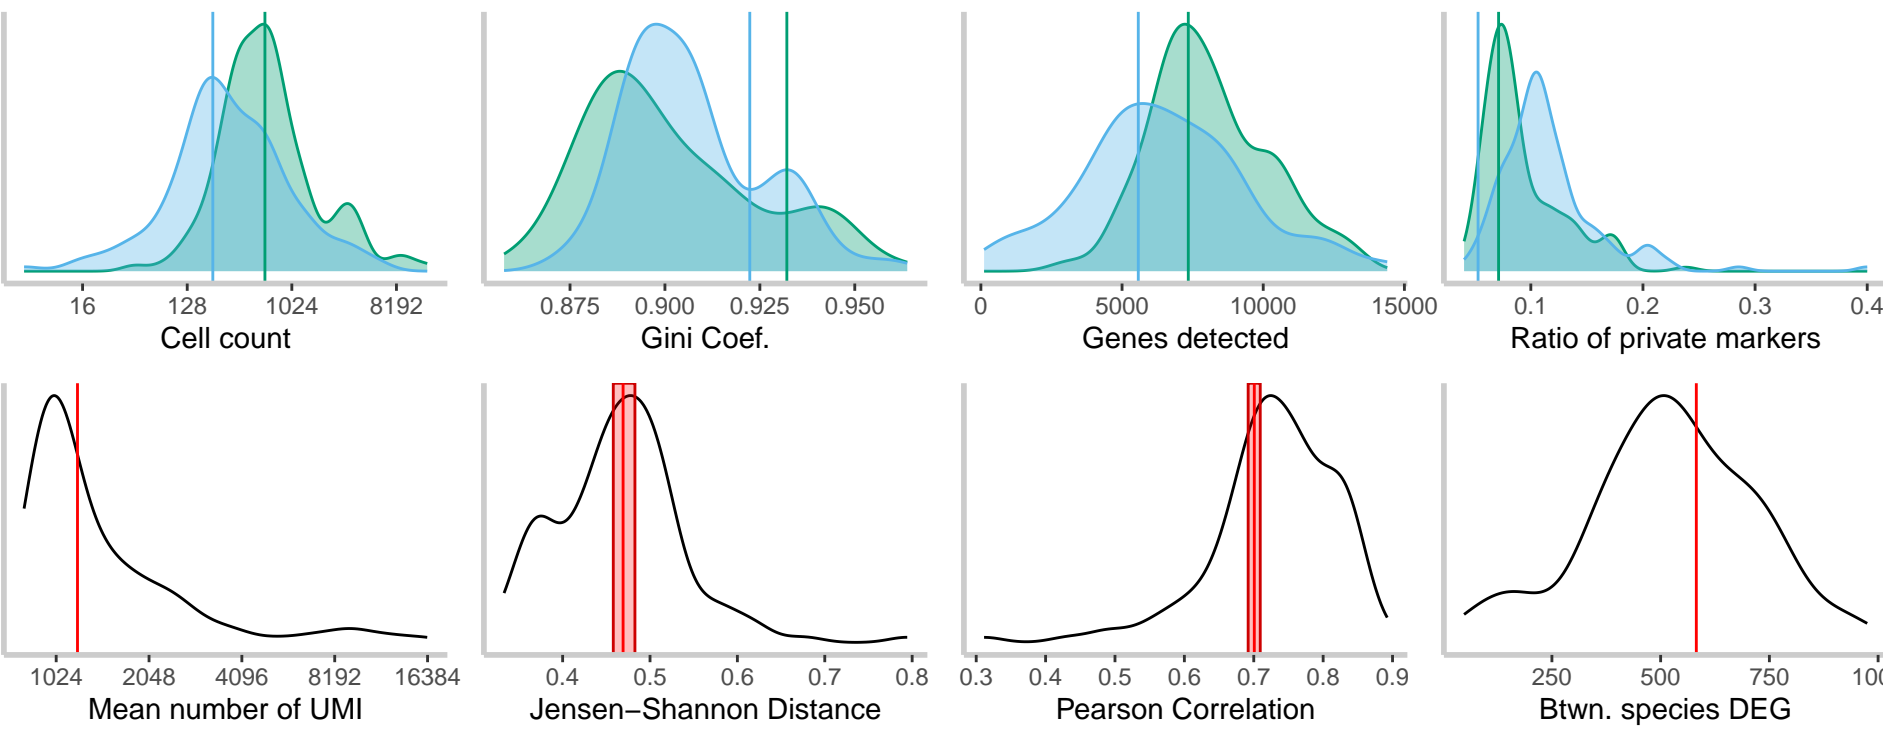 16 128 1024 8192
Cell count
0.875 0.900 0.925 0.950
Gini Coef.
0 5000 10000 15000
Genes detected
0.1 0.2 0.3 0.4
Ratio of private markers
1024 2048 4096 8192 16384
Mean number of UMI
0.4 0.5 0.6 0.7 0.8
Jensen−Shannon Distance
0.3 0.4 0.5 0.6 0.7 0.8 0.9
Pearson Correlation
250 500 750 100
Btwn. species DEG